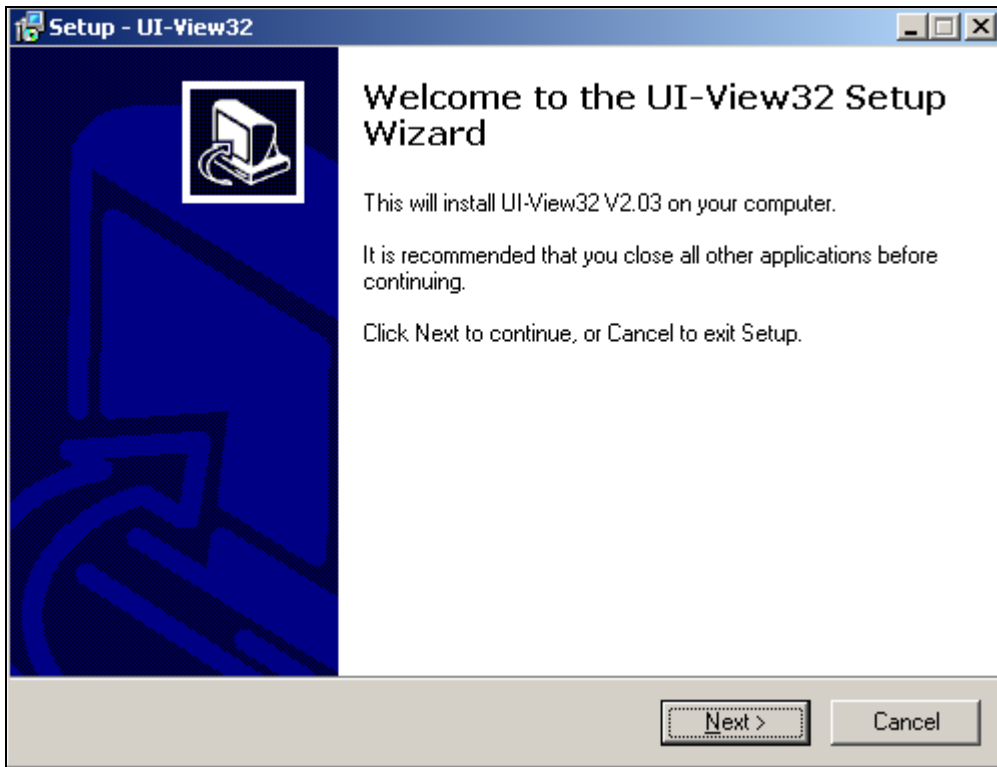 Setup - UI-View32
Welcome to the UI-View32 Setup
Wizard
This will install UI-View32 V2.03 on your computer.
It is recommended that you close all other applications before
continuing.
Click Next to continue, or Cancel to exit Setup.
Next >
Cancel